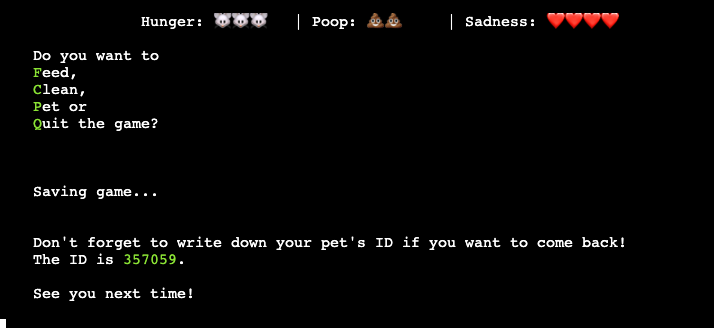 Hunger: 🐭🐭🐭 | Poop: 💩💩 | Sadness: ❤️❤️❤️❤️
Do you want to
Feed,
Clean,
Pet or
Quit the game?
Saving game...
Don't forget to write down your pet's ID if you want to come back!
The ID is 357059.
See you next time!